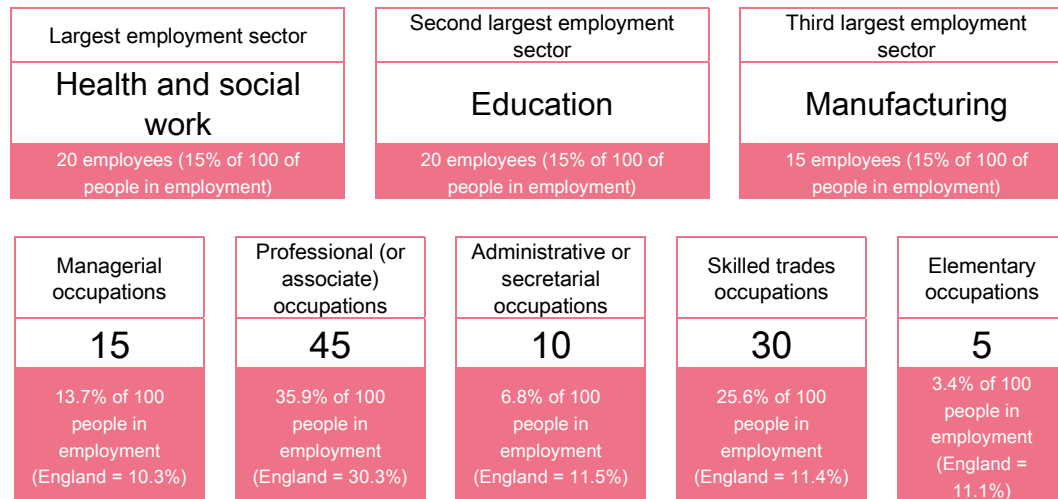 Largest employment sector
Health and social
work
20 employees (15% of 100 of
people in employment)
Second largest employment
sector
Education
20 employees (15% of 100 of
people in employment)
Third largest employment
sector
Manufacturing
15 employees (15% of 100 of
people in employment)
Managerial
occupations
15
13.7% of 100
people in
employment
(England = 10.3%)
Professional (or
associate)
occupations
45
35.9% of 100
people in
employment
(England = 30.3%)
Administrative or
secretarial
occupations
10
6.8% of 100
people in
employment
(England = 11.5%)
Skilled trades
occupations
30
25.6% of 100
people in
employment
(England = 11.4%)
Elementary
occupations
5
3.4% of 100
people in
employment
(England =
11.1%)